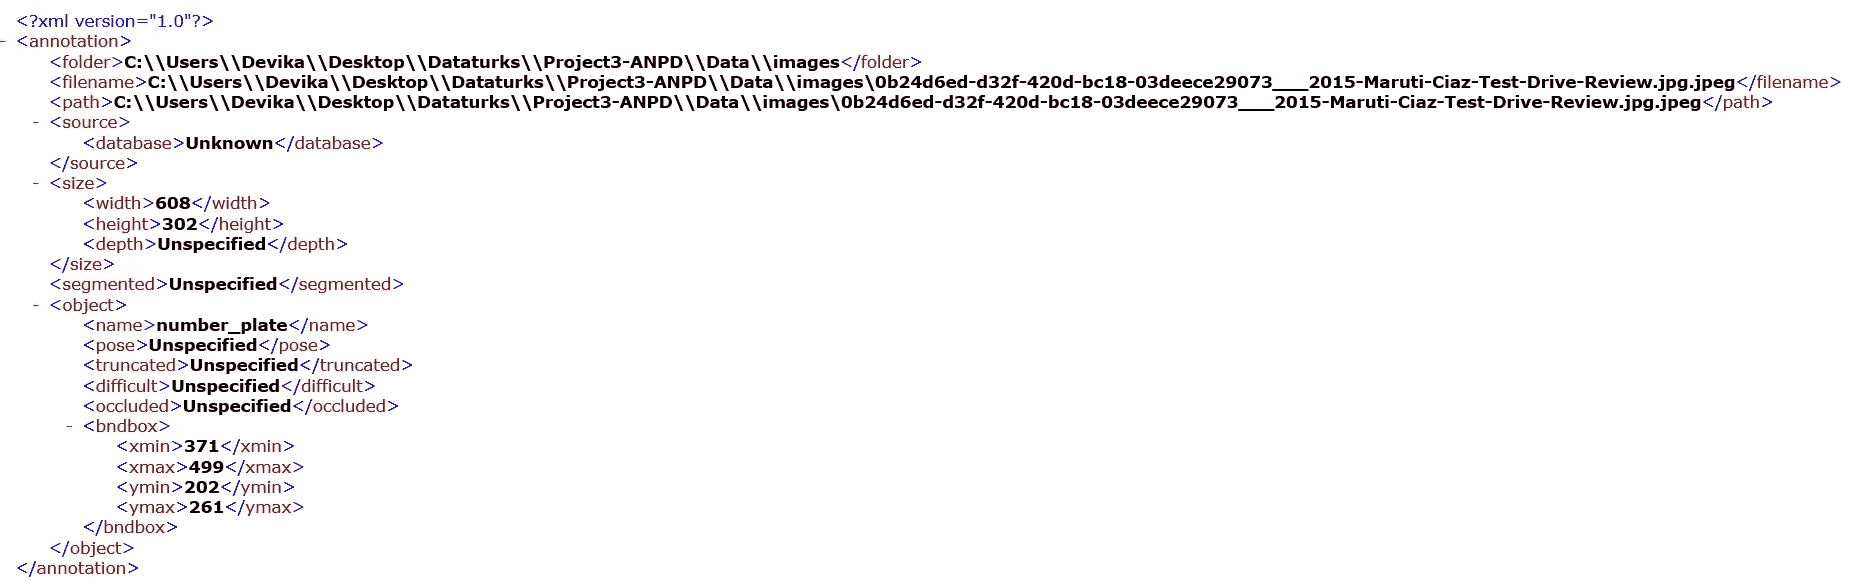 <?xml version="1.0"?>
- <annotation>
<folder>C:\\Users\\Devika\\Desktop\\Dataturks\\Project3-ANPD\\Data\\images</folder>
<filename>C:\\Users\\Devika\\Desktop\\Dataturks\\Project3-ANPD\\Data\\images\0b24d6ed-d32f-420d-bc18-03deece29073___2015-Maruti-Ciaz-Test-Drive-Review.jpg.jpeg</filename>
<path>C:\\Users\\Devika\\Desktop\\Dataturks\\Project3-ANPD\\Data\\images\0b24d6ed-d32f-420d-bc18-03deece29073___2015-Maruti-Ciaz-Test-Drive-Review.jpg.jpeg</path>
- <source>
<database>Unknown</database>
</source>
- <size>
<width>608</width>
<height>302</height>
<depth>Unspecified</depth>
</size>
<segmented>Unspecified</segmented>
- <object>
<name>number_plate</name>
<pose>Unspecified</pose>
<truncated>Unspecified</truncated>
<difficult>Unspecified</difficult>
<occluded>Unspecified</occluded>
- <bndbox>
<xmin>371</xmin>
<xmax>499</xmax>
<ymin>202</ymin>
<ymax>261</ymax>
</bndbox>
</object>
</annotation>